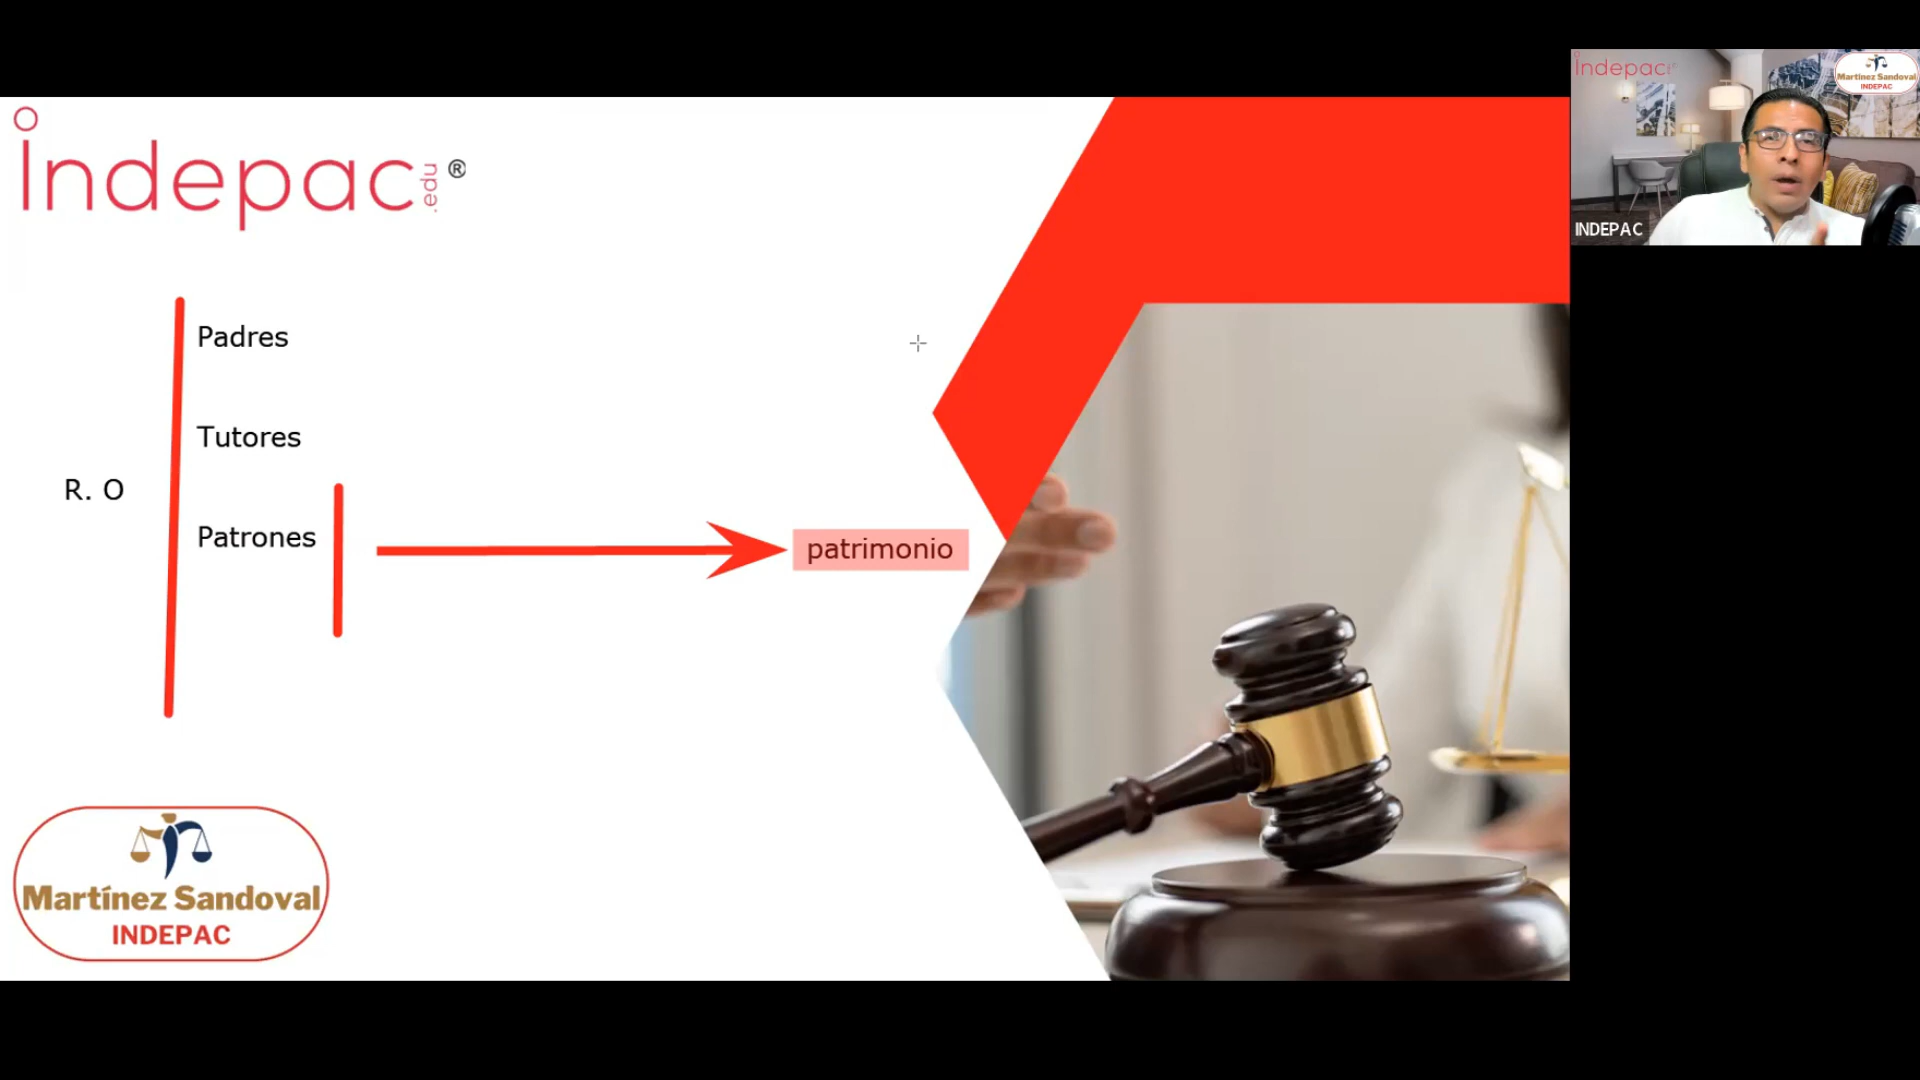 indepac .edu ®
Padres
Tutores
R. O
Patrones
patrimonio
Martínez Sandoval
INDEPAC
indepac
Martínez Sandoval
INDEPAC
INDEPAC